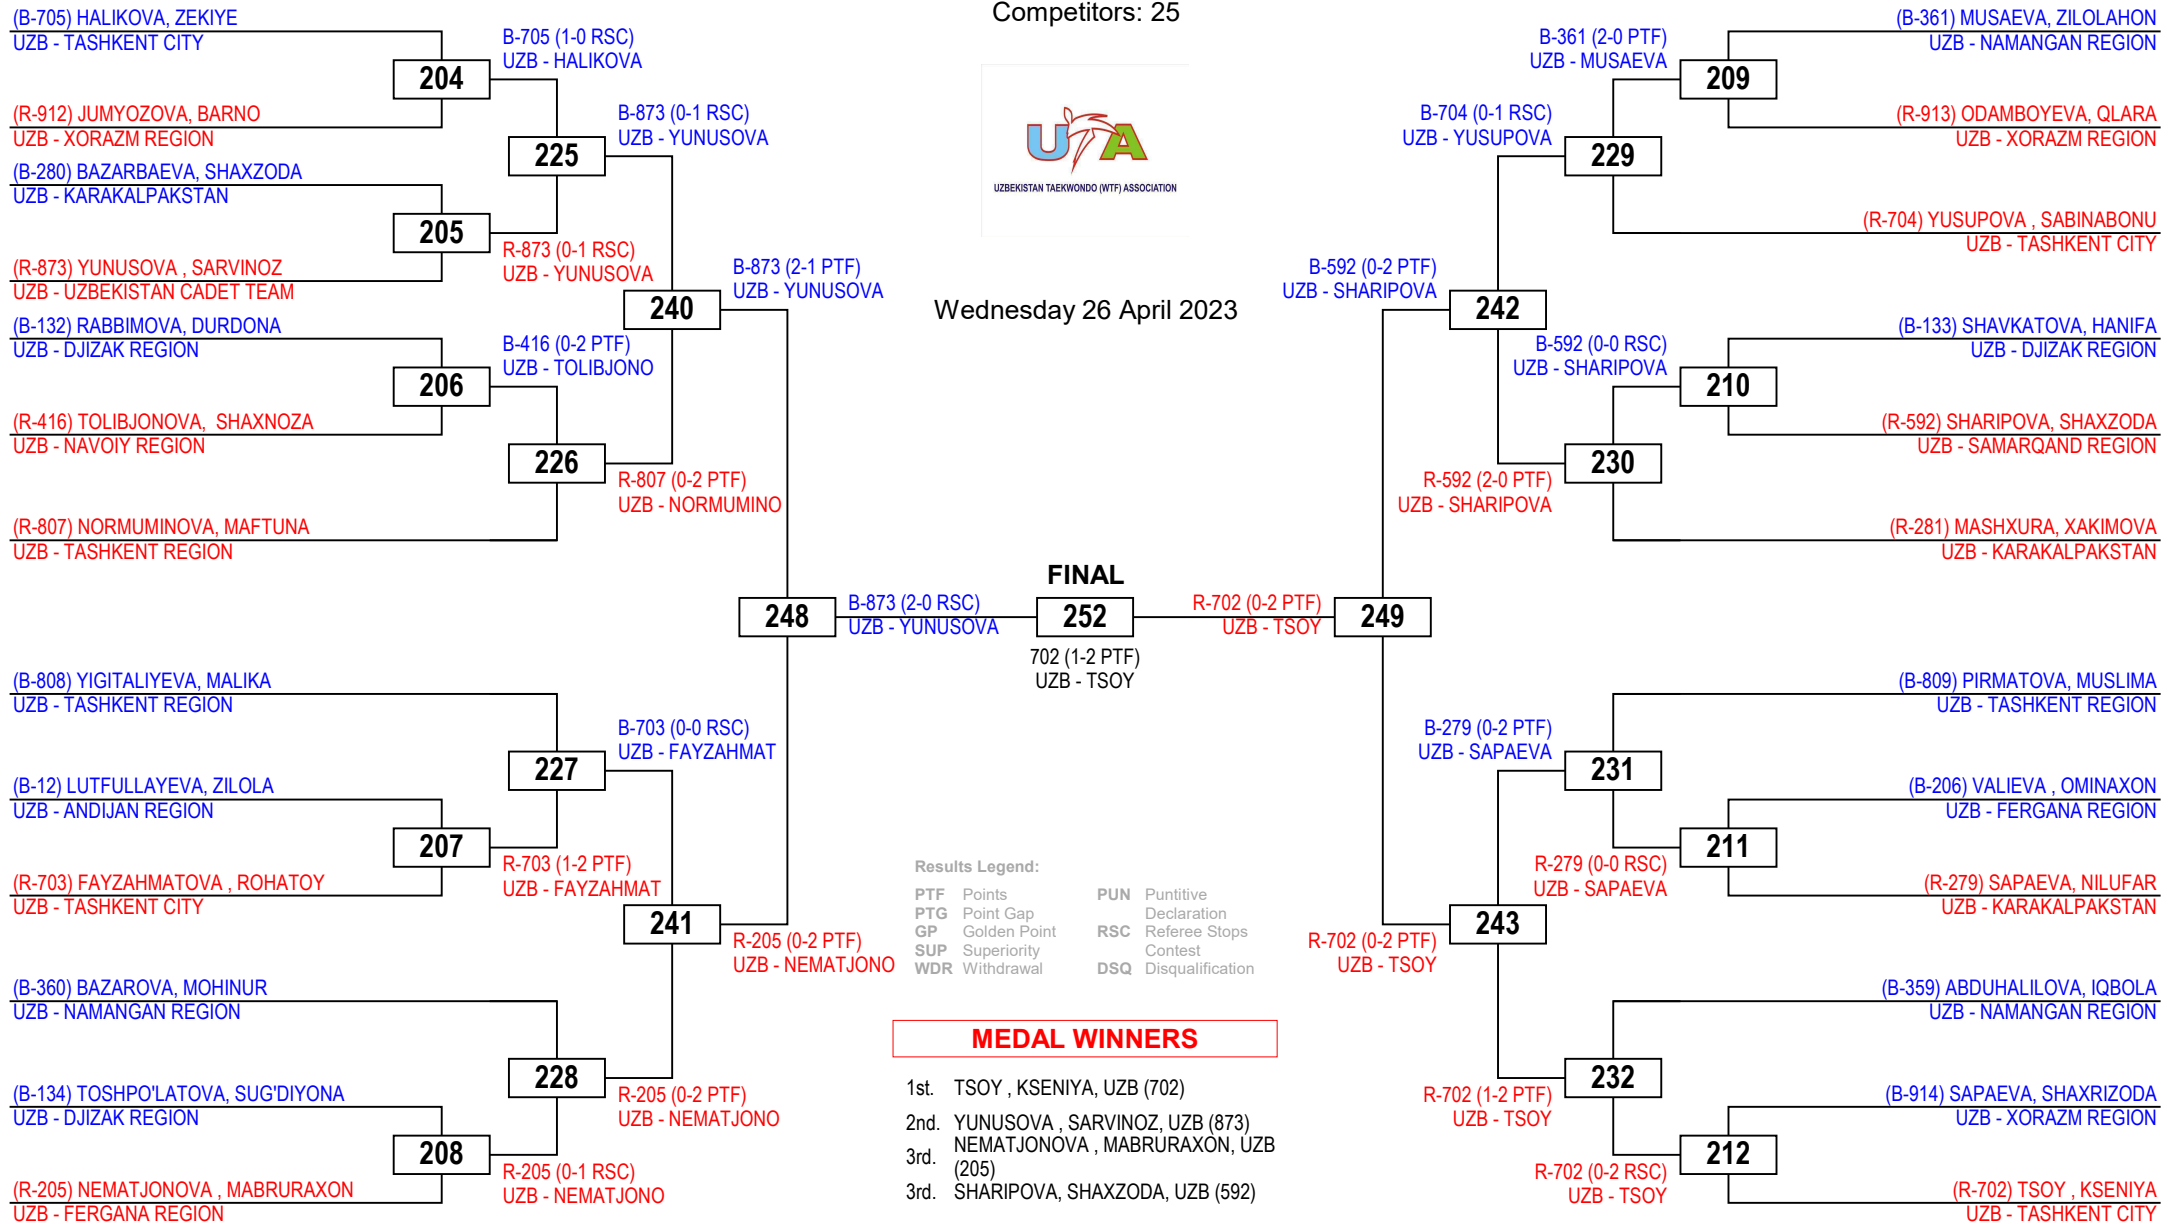 Competitors: 25
UTA
UZBEKISTAN TAEKWONDO (WTF) ASSOCIATION
Wednesday 26 April 2023
(B-705) HALIKOVA, ZEKIYE
UZB - TASHKENT CITY
204
(R-912) JUMYOZOVA, BARNO
UZB - XORAZM REGION
(B-280) BAZARBAEVA, SHAXZODA
UZB - KARAKALPAKSTAN
205
(R-873) YUNUSOVA , SARVINOZ
UZB - UZBEKISTAN CADET TEAM
(B-132) RABBIMOVA, DURDONA
UZB - DJIZAK REGION
206
(R-416) TOLIBJONOVA,  SHAXNOZA
UZB - NAVOIY REGION
(R-807) NORMUMINOVA, MAFTUNA
UZB - TASHKENT REGION
(B-808) YIGITALIYEVA, MALIKA
UZB - TASHKENT REGION
(B-12) LUTFULLAYEVA, ZILOLA
UZB - ANDIJAN REGION
207
(R-703) FAYZAHMATOVA , ROHATOY
UZB - TASHKENT CITY
(B-360) BAZAROVA, MOHINUR
UZB - NAMANGAN REGION
(B-134) TOSHPO'LATOVA, SUG'DIYONA
UZB - DJIZAK REGION
208
(R-205) NEMATJONOVA , MABRURAXON
UZB - FERGANA REGION
B-705 (1-0 RSC)
UZB - HALIKOVA
225
R-873 (0-1 RSC)
UZB - YUNUSOVA
B-416 (0-2 PTF)
UZB - TOLIBJONO
226
227
R-703 (1-2 PTF)
UZB - FAYZAHMAT
228
R-205 (0-1 RSC)
UZB - NEMATJONO
B-873 (0-1 RSC)
UZB - YUNUSOVA
240
R-807 (0-2 PTF)
UZB - NORMUMINO
B-703 (0-0 RSC)
UZB - FAYZAHMAT
241
R-205 (0-2 PTF)
UZB - NEMATJONO
B-873 (2-1 PTF)
UZB - YUNUSOVA
248
R-205 (0-2 PTF)
UZB - NEMATJONO
B-873 (2-0 RSC)
UZB - YUNUSOVA
FINAL
252
702 (1-2 PTF)
UZB - TSOY
R-702 (0-2 PTF)
UZB - TSOY
249
B-592 (0-2 PTF)
UZB - SHARIPOVA
R-702 (0-2 PTF)
UZB - TSOY
B-704 (0-1 RSC)
UZB - YUSUPOVA
242
R-592 (2-0 PTF)
UZB - SHARIPOVA
B-279 (0-2 PTF)
UZB - SAPAEVA
243
R-702 (1-2 PTF)
UZB - TSOY
B-361 (2-0 PTF)
UZB - MUSAEVA
229
B-592 (0-0 RSC)
UZB - SHARIPOVA
230
231
R-279 (0-0 RSC)
UZB - SAPAEVA
232
R-702 (0-2 RSC)
UZB - TSOY
(B-361) MUSAEVA, ZILOLAHON
UZB - NAMANGAN REGION
209
(R-913) ODAMBOYEVA, QLARA
UZB - XORAZM REGION
(R-704) YUSUPOVA , SABINABONU
UZB - TASHKENT CITY
(B-133) SHAVKATOVA, HANIFA
UZB - DJIZAK REGION
210
(R-592) SHARIPOVA, SHAXZODA
UZB - SAMARQAND REGION
(R-281) MASHXURA, XAKIMOVA
UZB - KARAKALPAKSTAN
(B-809) PIRMATOVA, MUSLIMA
UZB - TASHKENT REGION
(B-206) VALIEVA , OMINAXON
UZB - FERGANA REGION
211
(R-279) SAPAEVA, NILUFAR
UZB - KARAKALPAKSTAN
(B-359) ABDUHALILOVA, IQBOLA
UZB - NAMANGAN REGION
(B-914) SAPAEVA, SHAXRIZODA
UZB - XORAZM REGION
212
(R-702) TSOY , KSENIYA
UZB - TASHKENT CITY
Results Legend:
PTF Points
PTG Point Gap
GP Golden Point
SUP Superiority
WDR Withdrawal
PUN Puntitive
Declaration
RSC Referee Stops
Contest
DSQ Disqualification
MEDAL WINNERS
1st. TSOY , KSENIYA, UZB (702)
2nd. YUNUSOVA , SARVINOZ, UZB (873)
3rd. NEMATJONOVA , MABRURAXON, UZB
(205)
3rd. SHARIPOVA, SHAXZODA, UZB (592)